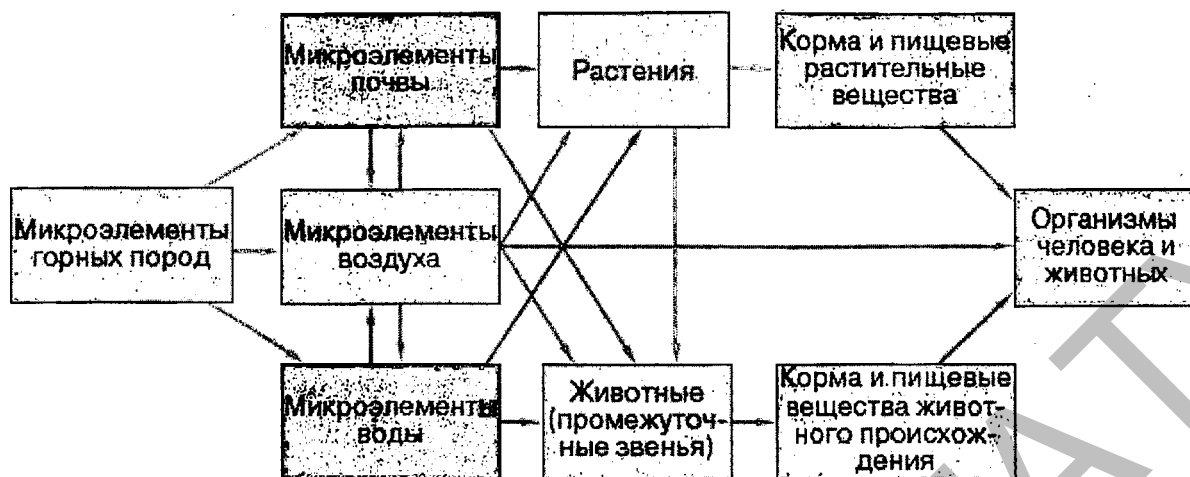 Микроэлементы
почвы
Растения
Корма и пищевые
растительные
вещества
Микроэлементы
горных пород
Микроэлементы
воздуха
Организмы
человека и
животных
Микроэлементы
воды
Животные
(промежуточ-
ные звенья)
Корма и пищевые
вещества живот-
ного происхож-
дения